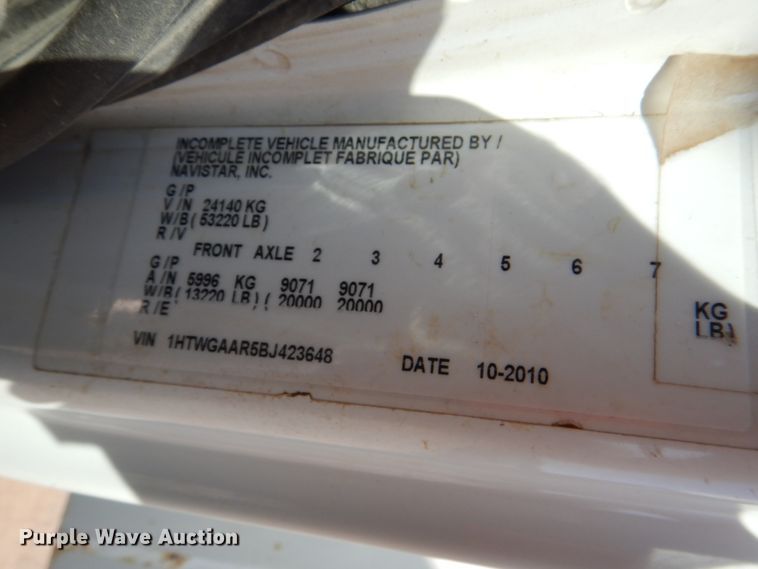 INCOMPLETE VEHICLE MANUFACTURED BY /
(VEHICULE INCOMPLET FABRIQUE PAR)
NAVISTAR, INC.
G /P
V /N 24140 KG
W/B ( 53220 LB )
R /V
FRONT AXLE 2 3 4 5 6 7
G /P
A /N 5996 KG 9071 9071
W/B ( 13220 LB ) ( 20000 20000
R /E
KG
LB)
VIN 1HTWGAAR5BJ423648 DATE 10-2010
Purple Wave Auction